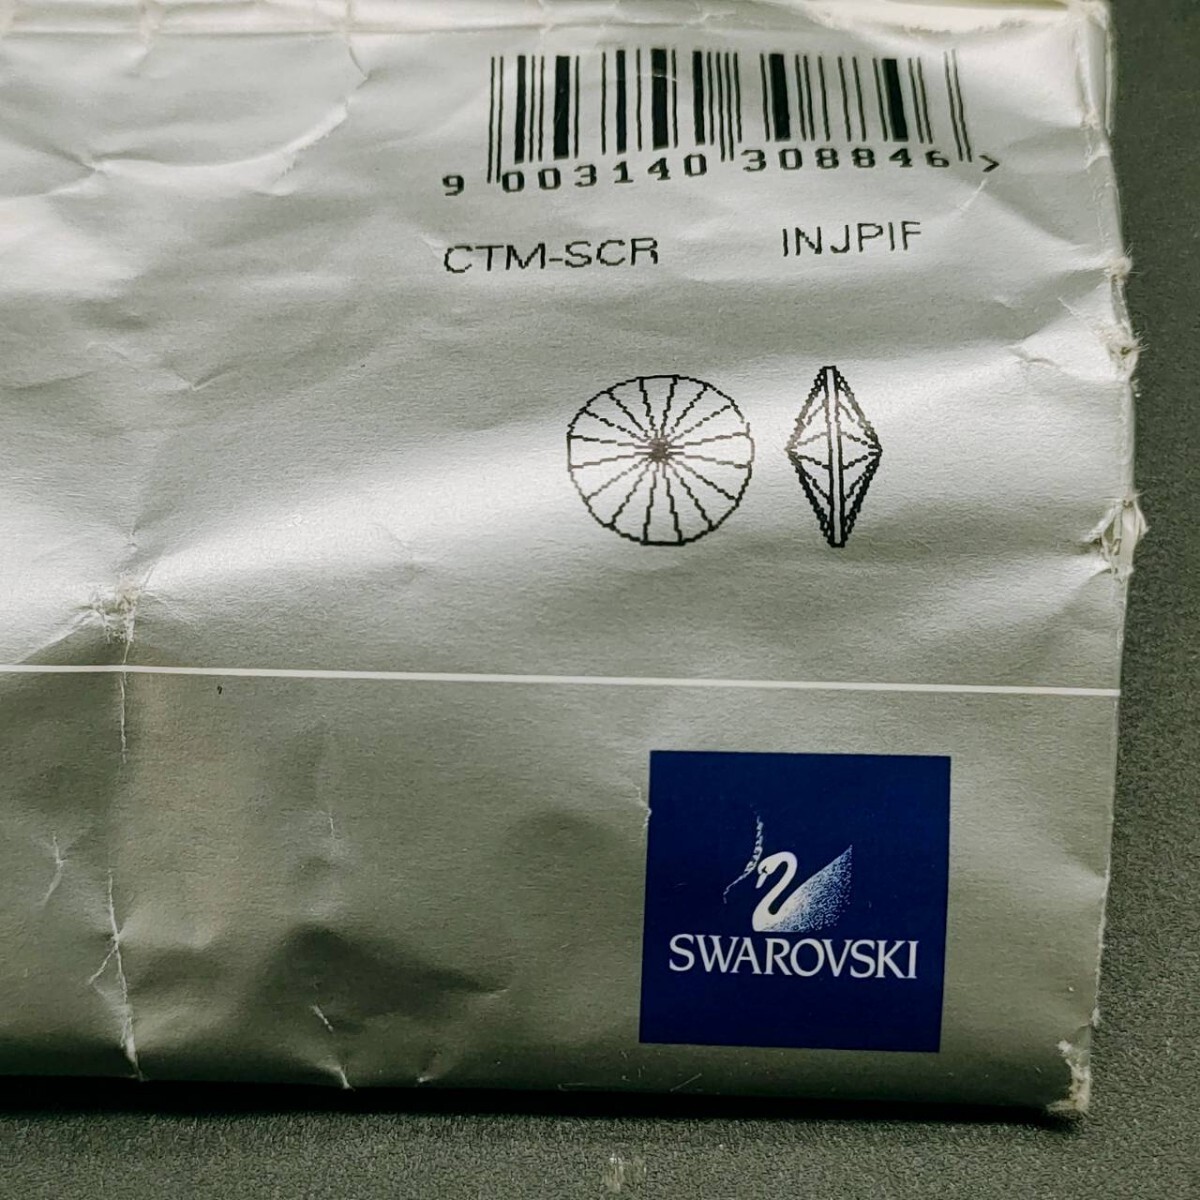 9 003140 308846 >
CTM-SCR INJPIF
SWAROVSKI